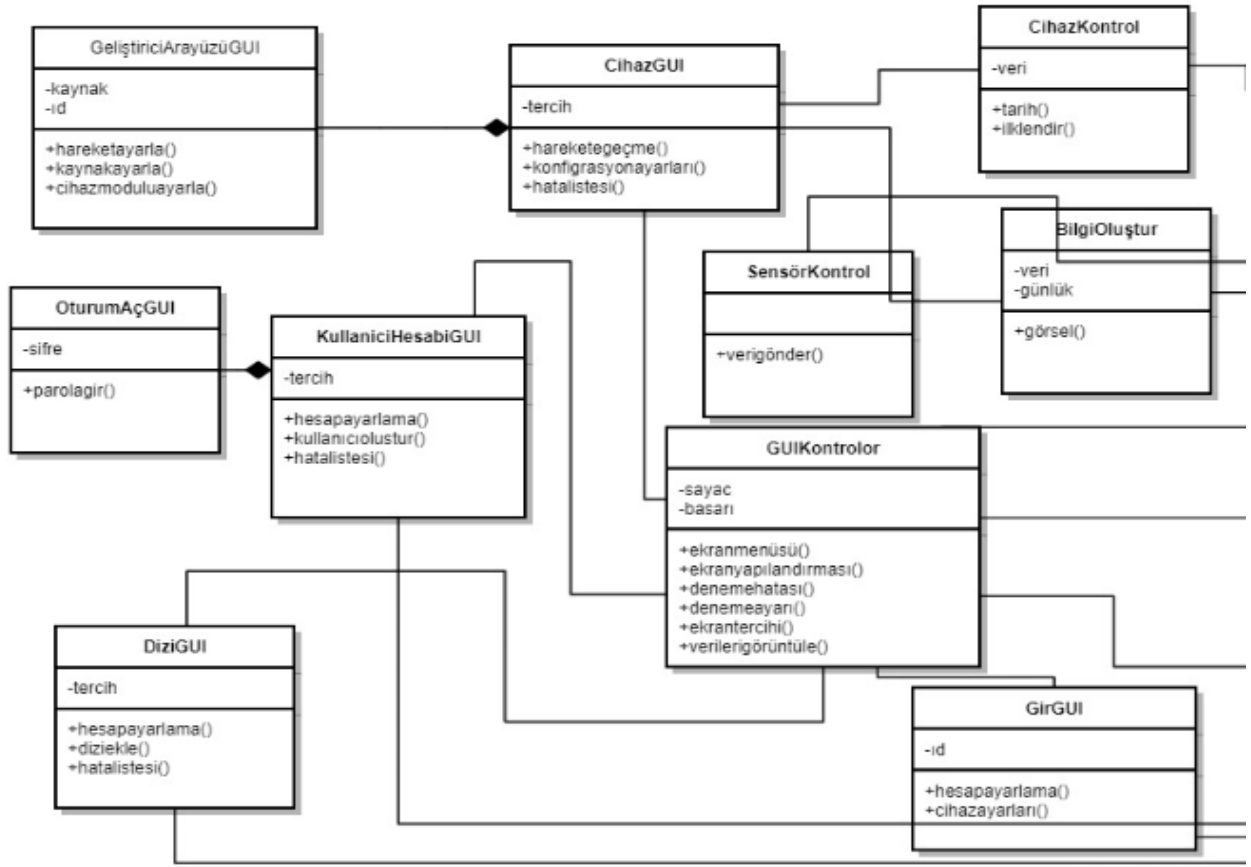 GeliştiriciArayüzüGUI
-kaynak
-ıd
+hareketayarla()
+kaynakayarla()
+cihazmoduluayarla()
CihazGUI
-tercih
+hareketegeçme()
+konfigrasyonayarları()
+hatalistesi()
CihazKontrol
-veri
+tarih()
+ilklendir()
SensörKontrol
+verigönder()
BilgiOluştur
-veri
-günlük
+görsel()
OturumAçGUI
-sifre
+parolagir()
KullaniciHesabiGUI
-tercih
+hesapayarlama()
+kullanıcıolustur()
+hatalistesi()
GUIKontrolor
-sayac
-basarı
+ekranmenüsü()
+ekranyapılandırması()
+denemehatası()
+denemeayarı()
+ekrantercihi()
+verilerigörüntüle()
DiziGUI
-tercih
+hesapayarlama()
+diziekle()
+hatalistesi()
GirGUI
-ıd
+hesapayarlama()
+cihazayarları()